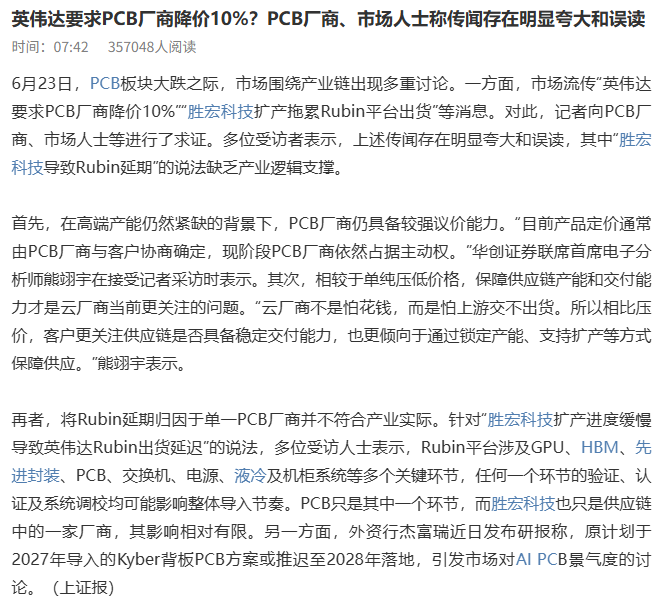 英伟达要求PCB厂商降价10%？PCB厂商、市场人士称传闻存在明显夸大和误读
时间：07:42 357048人阅读
6月23日，PCB板块大跌之际，市场围绕产业链出现多重讨论。一方面，市场流传“英伟达
要求PCB厂商降价10%”“胜宏科技扩产拖累Rubin平台出货”等消息。对此，记者向PCB厂
商、市场人士等进行了求证。多位受访者表示，上述传闻存在明显夸大和误读，其中“胜宏
科技导致Rubin延期”的说法缺乏产业逻辑支撑。
首先，在高端产能仍然紧缺的背景下，PCB厂商仍具备较强议价能力。“目前产品定价通常
由PCB厂商与客户协商确定，现阶段PCB厂商依然占据主动权。”华创证券联席首席电子分
析师熊翊宇在接受记者采访时表示。其次，相较于单纯压低价格，保障供应链产能和交付能
力才是云厂商当前更关注的问题。“云厂商不是怕花钱，而是怕上游交不出货。所以相比压
价，客户更关注供应链是否具备稳定交付能力，也更倾向于通过锁定产能、支持扩产等方式
保障供应。”熊翊宇表示。
再者，将Rubin延期归因于单一PCB厂商并不符合产业实际。针对“胜宏科技扩产进度缓慢
导致英伟达Rubin出货延迟”的说法，多位受访人士表示，Rubin平台涉及GPU、HBM、先
进封装、PCB、交换机、电源、液冷及机柜系统等多个关键环节，任何一个环节的验证、认
证及系统调校均可能影响整体导入节奏。PCB只是其中一个环节，而胜宏科技也只是供应链
中的一家厂商，其影响相对有限。另一方面，外资行杰富瑞近日发布研报称，原计划于
2027年导入的Kyber背板PCB方案或推迟至2028年落地，引发市场对AI PCB景气度的讨
论。（上证报）